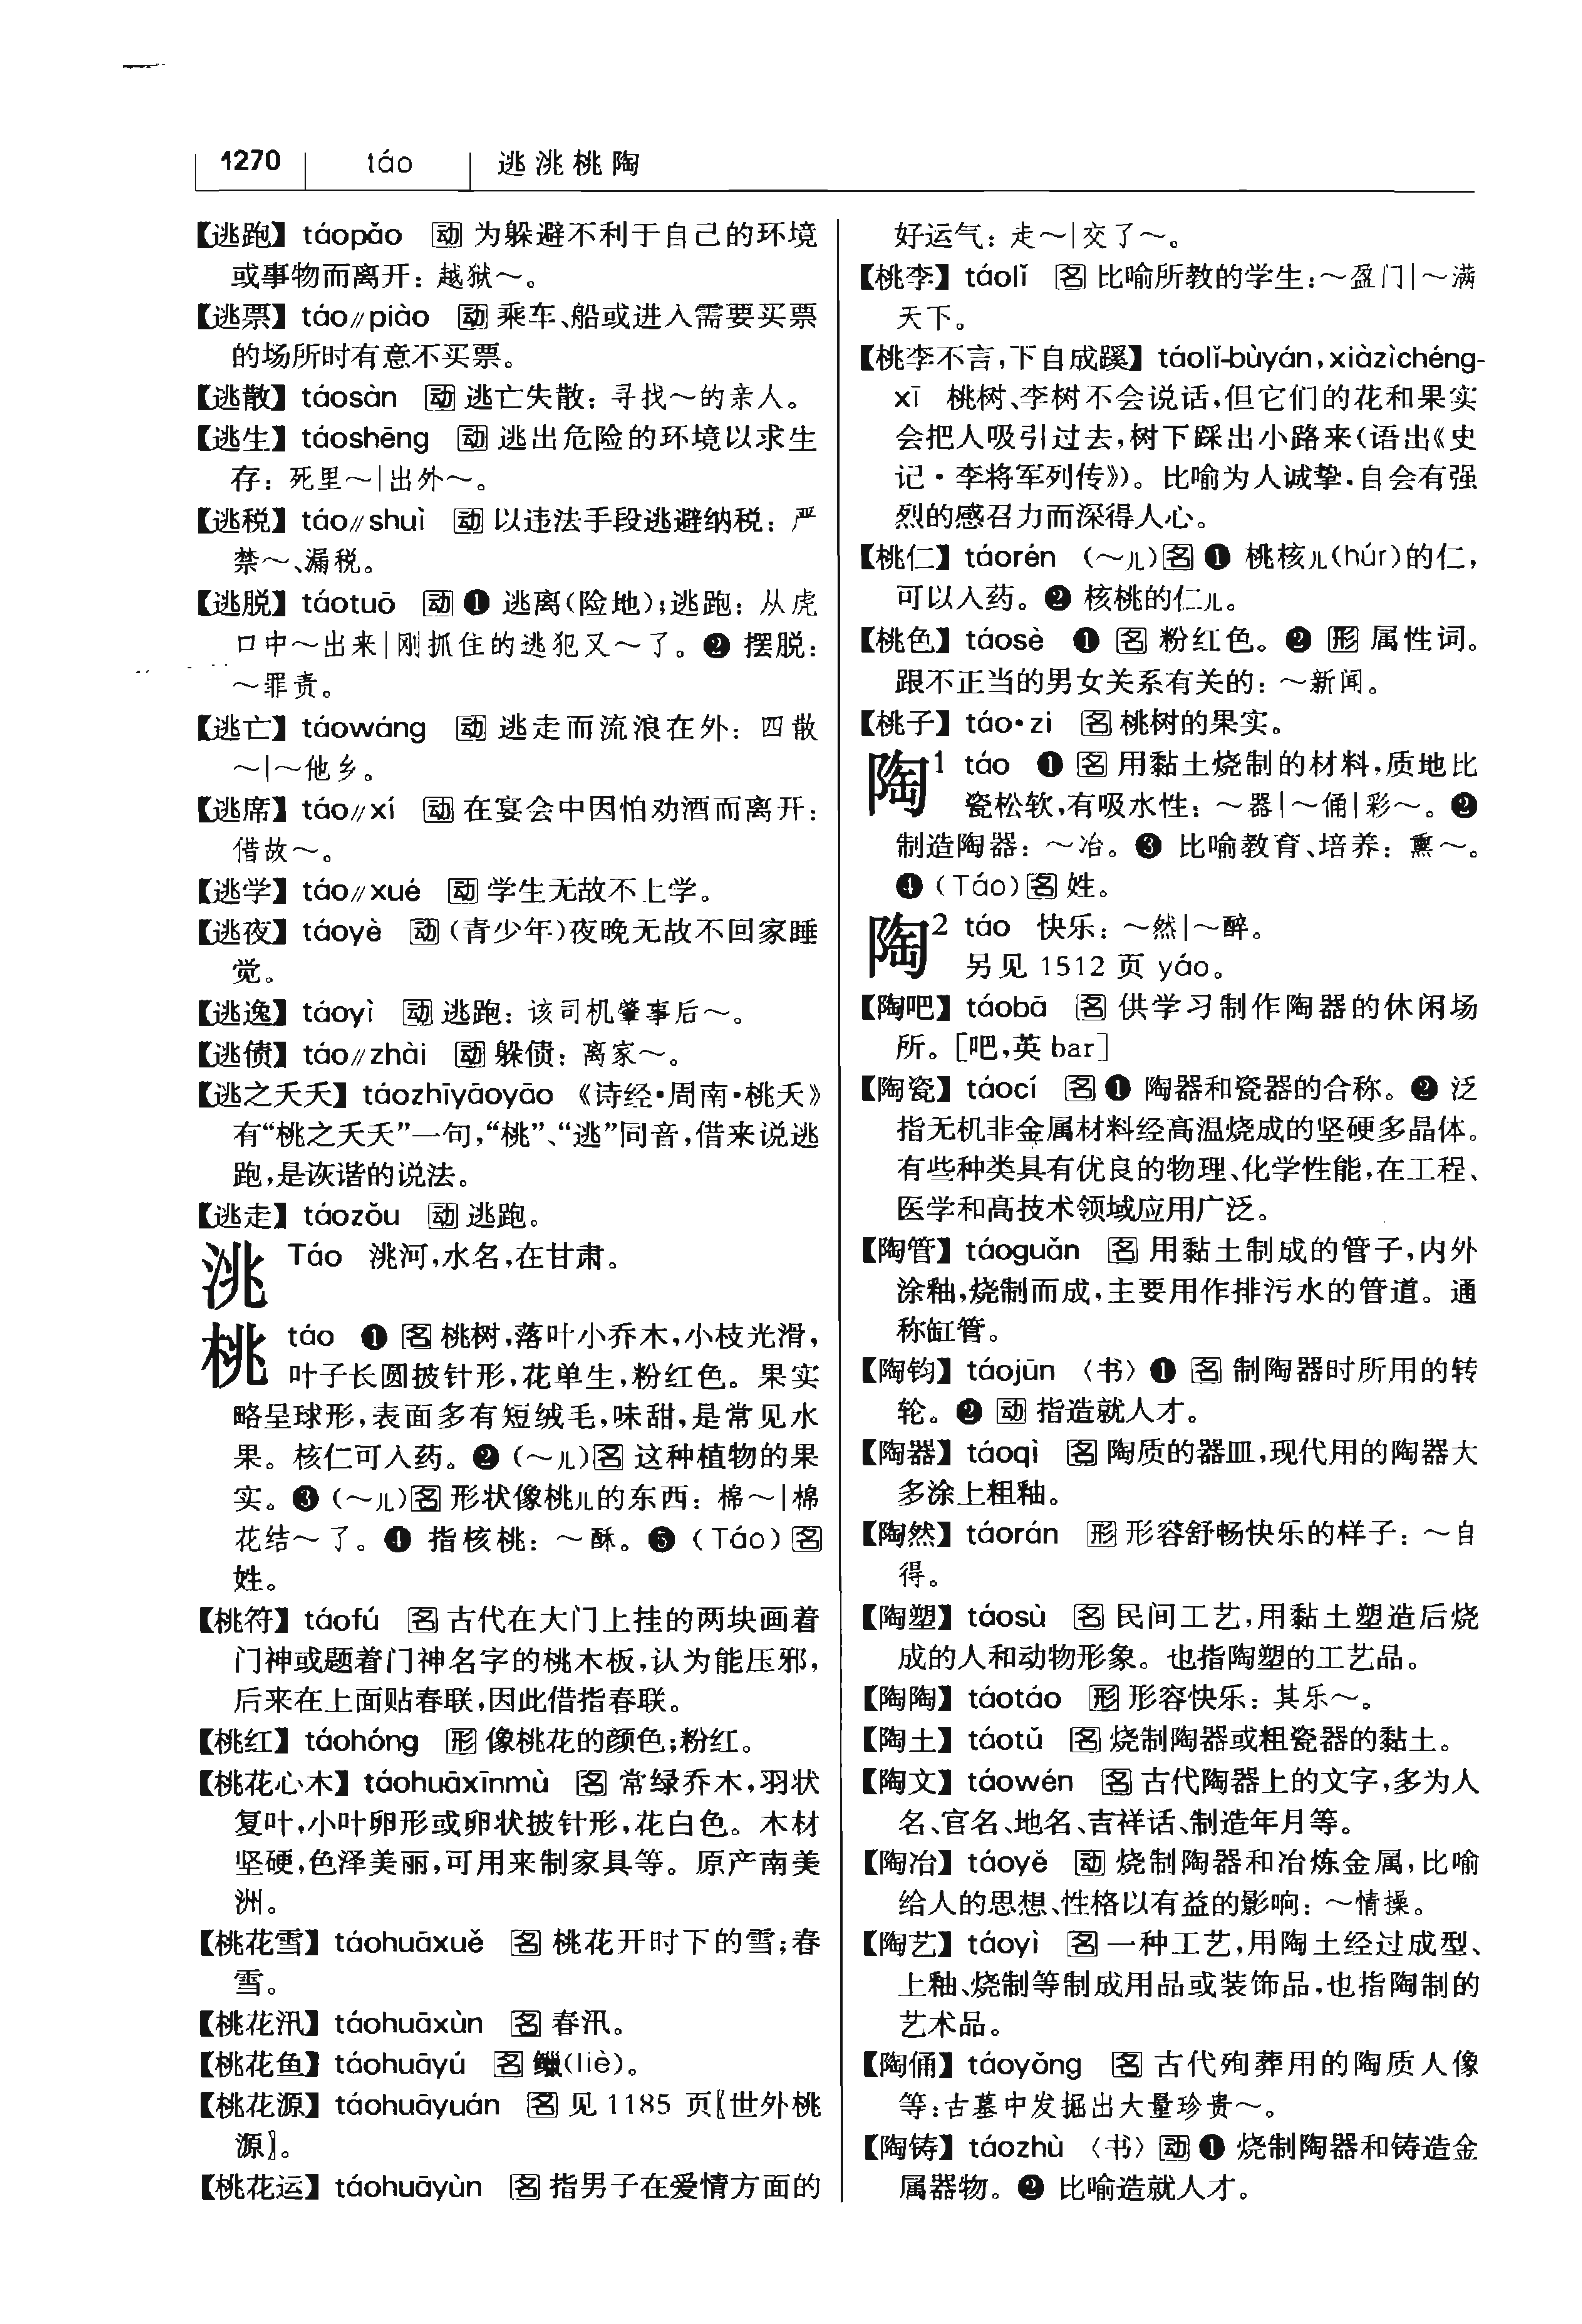 1270 táo 逃洮桃陶
【逃跑】táopǎo 动 为躲避不利于自己的环境
或事物而离开：越狱～。
【逃票】táo∥piào 动 乘车、船或进入需要买票
的场所时有意不买票。
【逃散】táosàn 动 逃亡失散：寻找～的亲人。
【逃生】táoshēng 动 逃出危险的环境以求生
存：死里～|出外～。
【逃税】táo∥shuì 动 以违法手段逃避纳税：严
禁～、漏税。
【逃脱】táotuō 动 ❶ 逃离（险地）；逃跑：从虎
口中～出来|刚抓住的逃犯又～了。❷ 摆脱：
～罪责。
【逃亡】táowáng 动 逃走而流浪在外：四散
～|～他乡。
【逃席】táo∥xí 动 在宴会中因怕劝酒而离开：
借故～。
【逃学】táo∥xué 动 学生无故不上学。
【逃夜】táoyè 动（青少年）夜晚无故不回家睡
觉。
【逃逸】táoyì 动 逃跑：该司机肇事后～。
【逃债】táo∥zhài 动 躲债：离家～。
【逃之夭夭】táozhīyāoyāo 《诗经·周南·桃夭》
有“桃之夭夭”一句，“桃”、“逃”同音，借来说逃
跑，是诙谐的说法。
【逃走】táozǒu 动 逃跑。
洮 Táo 洮河，水名，在甘肃。
桃 táo ❶ 名 桃树，落叶小乔木，小枝光滑，
叶子长圆披针形，花单生，粉红色。果实
略呈球形，表面多有短绒毛，味甜，是常见水
果。核仁可入药。❷（～儿）名 这种植物的果
实。❸（～儿）名 形状像桃儿的东西：棉～|棉
花结～了。❹ 指核桃：～酥。❺（Táo）名
姓。
【桃符】táofú 名 古代在大门上挂的两块画着
门神或题着门神名字的桃木板，认为能压邪，
后来在上面贴春联，因此借指春联。
【桃红】táohóng 形 像桃花的颜色；粉红。
【桃花心木】táohuāxīnmù 名 常绿乔木，羽状
复叶，小叶卵形或卵状披针形，花白色。木材
坚硬，色泽美丽，可用来制家具等。原产南美
洲。
【桃花雪】táohuāxuě 名 桃花开时下的雪；春
雪。
【桃花汛】táohuāxùn 名 春汛。
【桃花鱼】táohuāyú 名 鱲(liè)。
【桃花源】táohuāyuán 名 见 1185 页〖世外桃
源〗。
【桃花运】táohuāyùn 名 指男子在爱情方面的
好运气：走～|交了～。
【桃李】táolǐ 名 比喻所教的学生：～盈门|～满
天下。
【桃李不言，下自成蹊】táolǐ-bùyán, xiàzìchéng-
xī 桃树、李树不会说话，但它们的花和果实
会把人吸引过去，树下踩出小路来（语出《史
记·李将军列传》）。比喻为人诚挚，自会有强
烈的感召力而深得人心。
【桃仁】táorén （～儿）名 ❶ 桃核儿(húr)的仁，
可以入药。❷ 核桃的仁儿。
【桃色】táosè ❶ 名 粉红色。❷ 形 属性词。
跟不正当的男女关系有关的：～新闻。
【桃子】táo·zi 名 桃树的果实。
陶1 táo ❶ 名 用黏土烧制的材料，质地比
瓷松软，有吸水性：～器|～俑|彩～。❷
制造陶器：～冶。❸ 比喻教育、培养：熏～。
❹（Táo）名 姓。
陶2 táo 快乐：～然|～醉。
另见 1512 页 yáo。
【陶吧】táobā 名 供学习制作陶器的休闲场
所。[吧，英 bar]
【陶瓷】táocí 名 ❶ 陶器和瓷器的合称。❷ 泛
指无机非金属材料经高温烧成的坚硬多晶体。
有些种类具有优良的物理、化学性能，在工程、
医学和高技术领域应用广泛。
【陶管】táoguǎn 名 用黏土制成的管子，内外
涂釉，烧制而成，主要用作排污水的管道。通
称缸管。
【陶钧】táojūn 〈书〉❶ 名 制陶器时所用的转
轮。❷ 动 指造就人才。
【陶器】táoqì 名 陶质的器皿，现代用的陶器大
多涂上粗釉。
【陶然】táorán 形 形容舒畅快乐的样子：～自
得。
【陶塑】táosù 名 民间工艺，用黏土塑造后烧
成的人和动物形象。也指陶塑的工艺品。
【陶陶】táotáo 形 形容快乐：其乐～。
【陶土】táotǔ 名 烧制陶器或粗瓷器的黏土。
【陶文】táowén 名 古代陶器上的文字，多为人
名、官名、地名、吉祥话、制造年月等。
【陶冶】táoyě 动 烧制陶器和冶炼金属，比喻
给人的思想、性格以有益的影响：～情操。
【陶艺】táoyì 名 一种工艺，用陶土经过成型、
上釉、烧制等制成用品或装饰品，也指陶制的
艺术品。
【陶俑】táoyǒng 名 古代殉葬用的陶质人像
等：古墓中发掘出大量珍贵～。
【陶铸】táozhù 〈书〉动 ❶ 烧制陶器和铸造金
属器物。❷ 比喻造就人才。